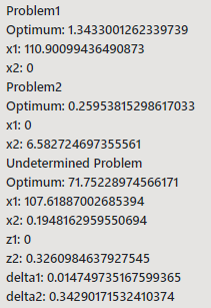 Problem1
Optimum: 1.3433001262339739
x1: 110.90099436490873
x2: 0
Problem2
Optimum: 0.25953815298617033
x1: 0
x2: 6.582724697355561
Undetermined Problem
Optimum: 71.75228974566171
x1: 107.61887002685394
x2: 0.1948162959550694
z1: 0
z2: 0.3260984637927545
delta1: 0.014749735167599365
delta2: 0.34290171532410374